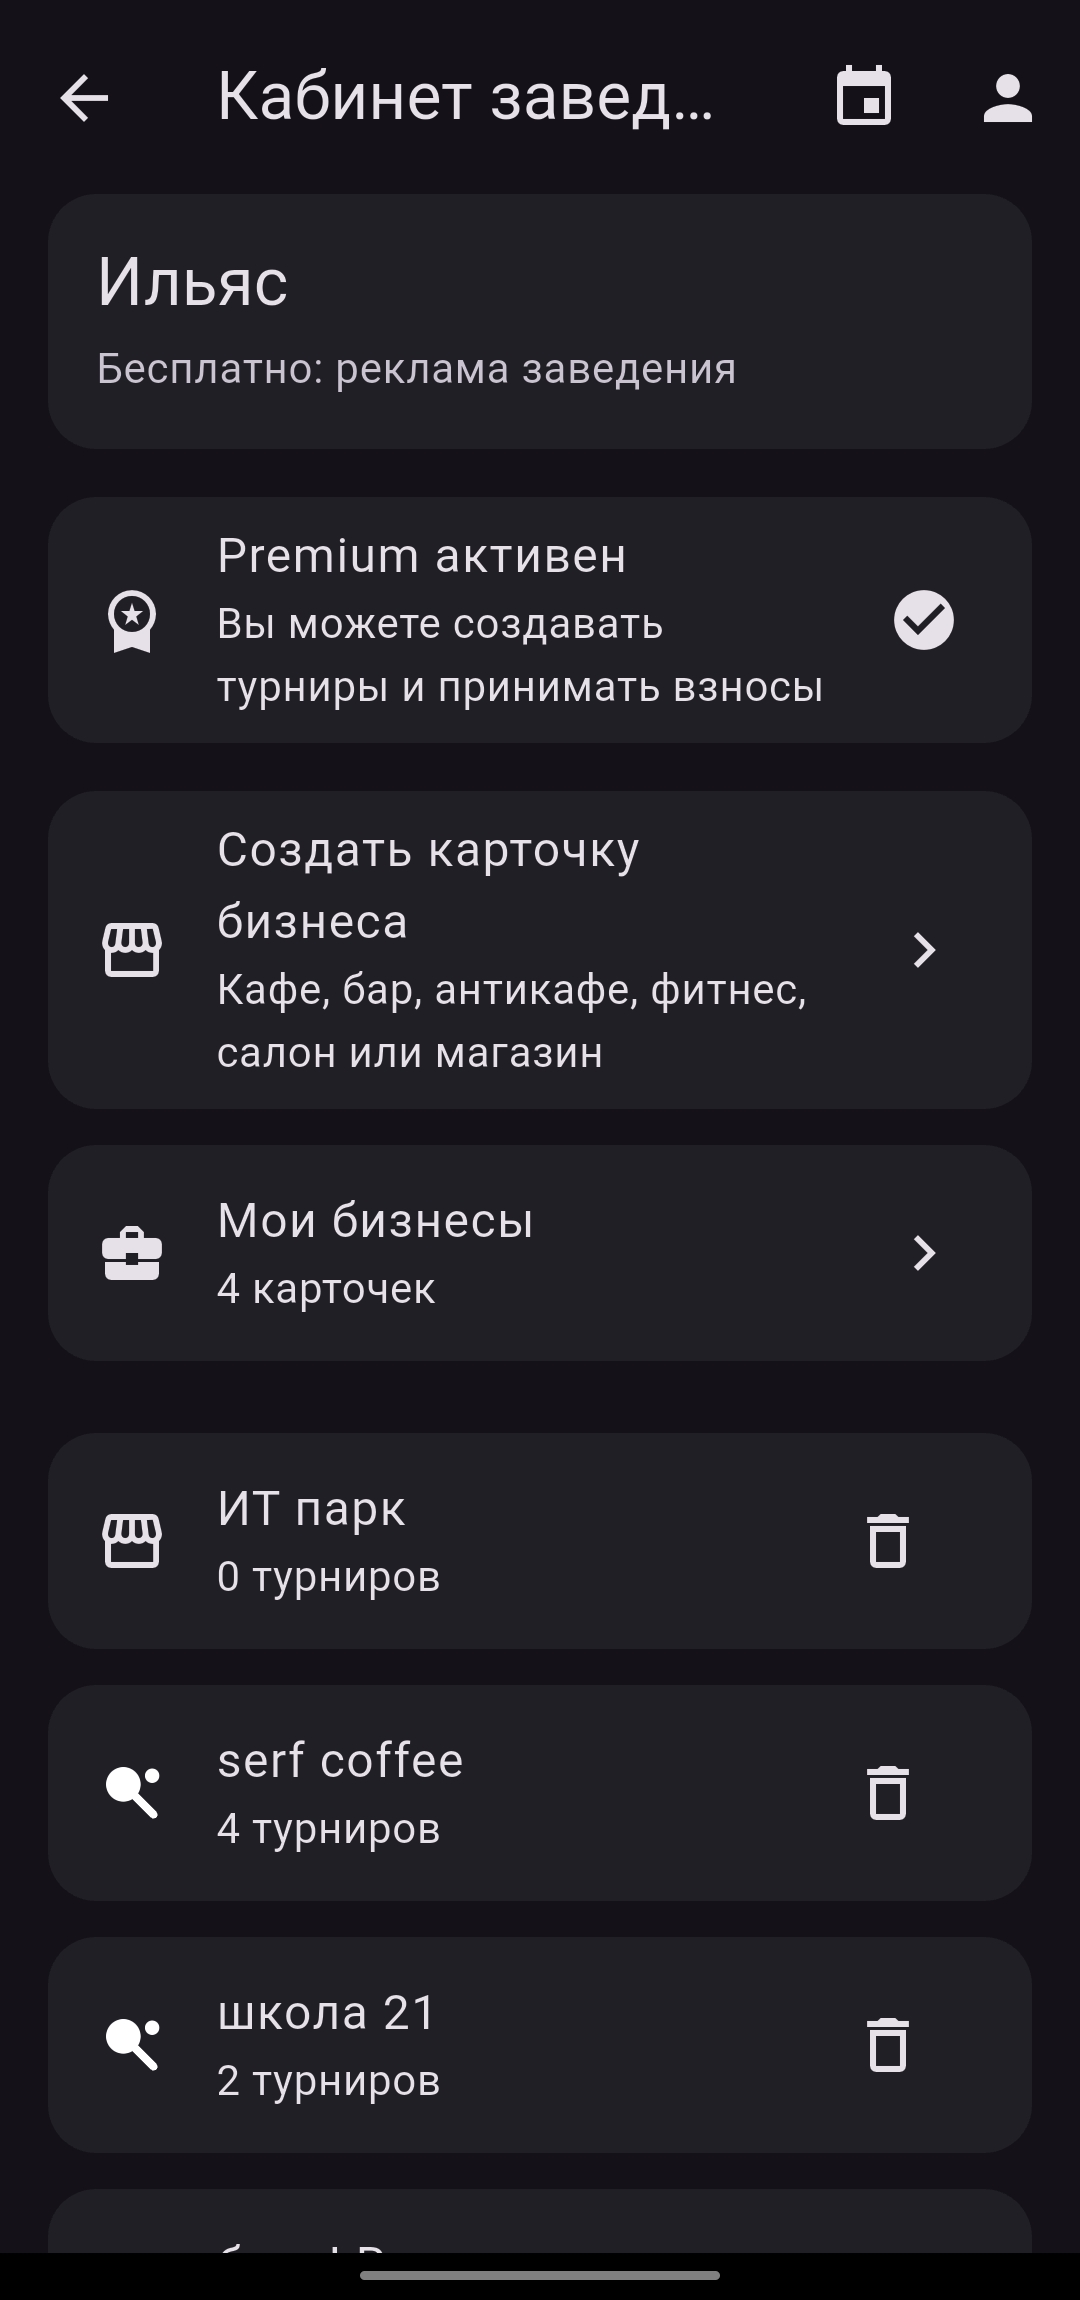 Кабинет завед...
Ильяс
Бесплатно: реклама заведения
Premium активен
Вы можете создавать
турниры и принимать взносы
Создать карточку
бизнеса
Кафе, бар, антикафе, фитнес,
салон или магазин
Мои бизнесы
4 карточек
ИТ парк
0 турниров
serf coffee
4 турниров
школа 21
2 турниров